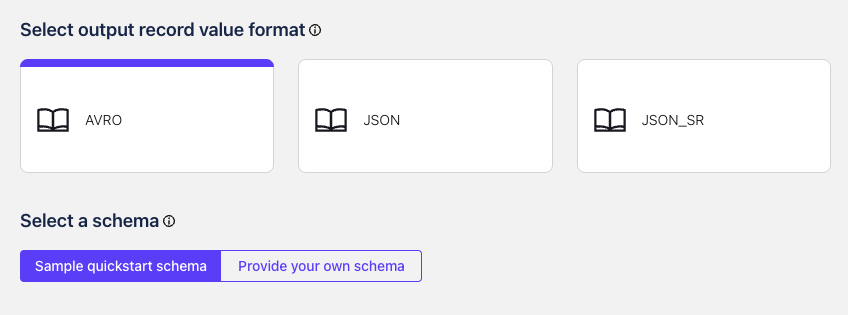 Select output record value format
AVRO
JSON
JSON_SR
Select a schema
Sample quickstart schema
Provide your own schema